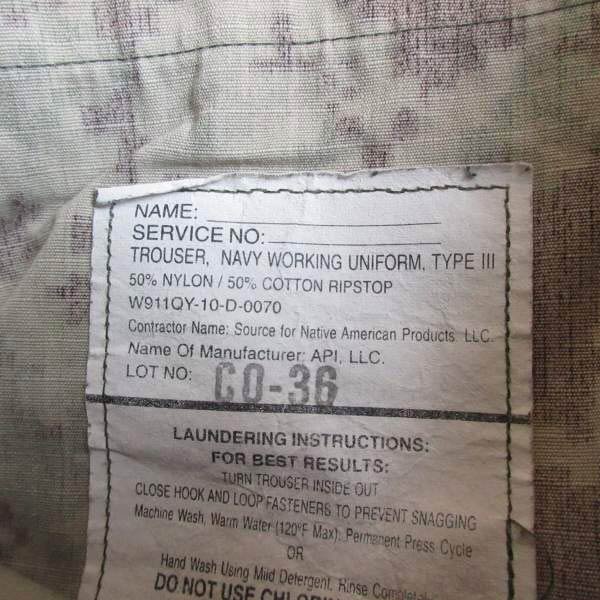 NAME:
SERVICE NO:
TROUSER, NAVY WORKING UNIFORM, TYPE III
50% NYLON / 50% COTTON RIPSTOP
W911QY-10-D-0070
Contractor Name: Source for Native American Products, LLC.
Name Of Manufacturer: API, LLC.
LOT NO: CO-36
LAUNDERING INSTRUCTIONS:
FOR BEST RESULTS:
TURN TROUSER INSIDE OUT
CLOSE HOOK AND LOOP FASTENERS TO PREVENT SNAGGING
Machine Wash, Warm Water (120°F Max), Permanent Press Cycle
OR
Hand Wash Using Mild Detergent. Rinse
DO NOT USE